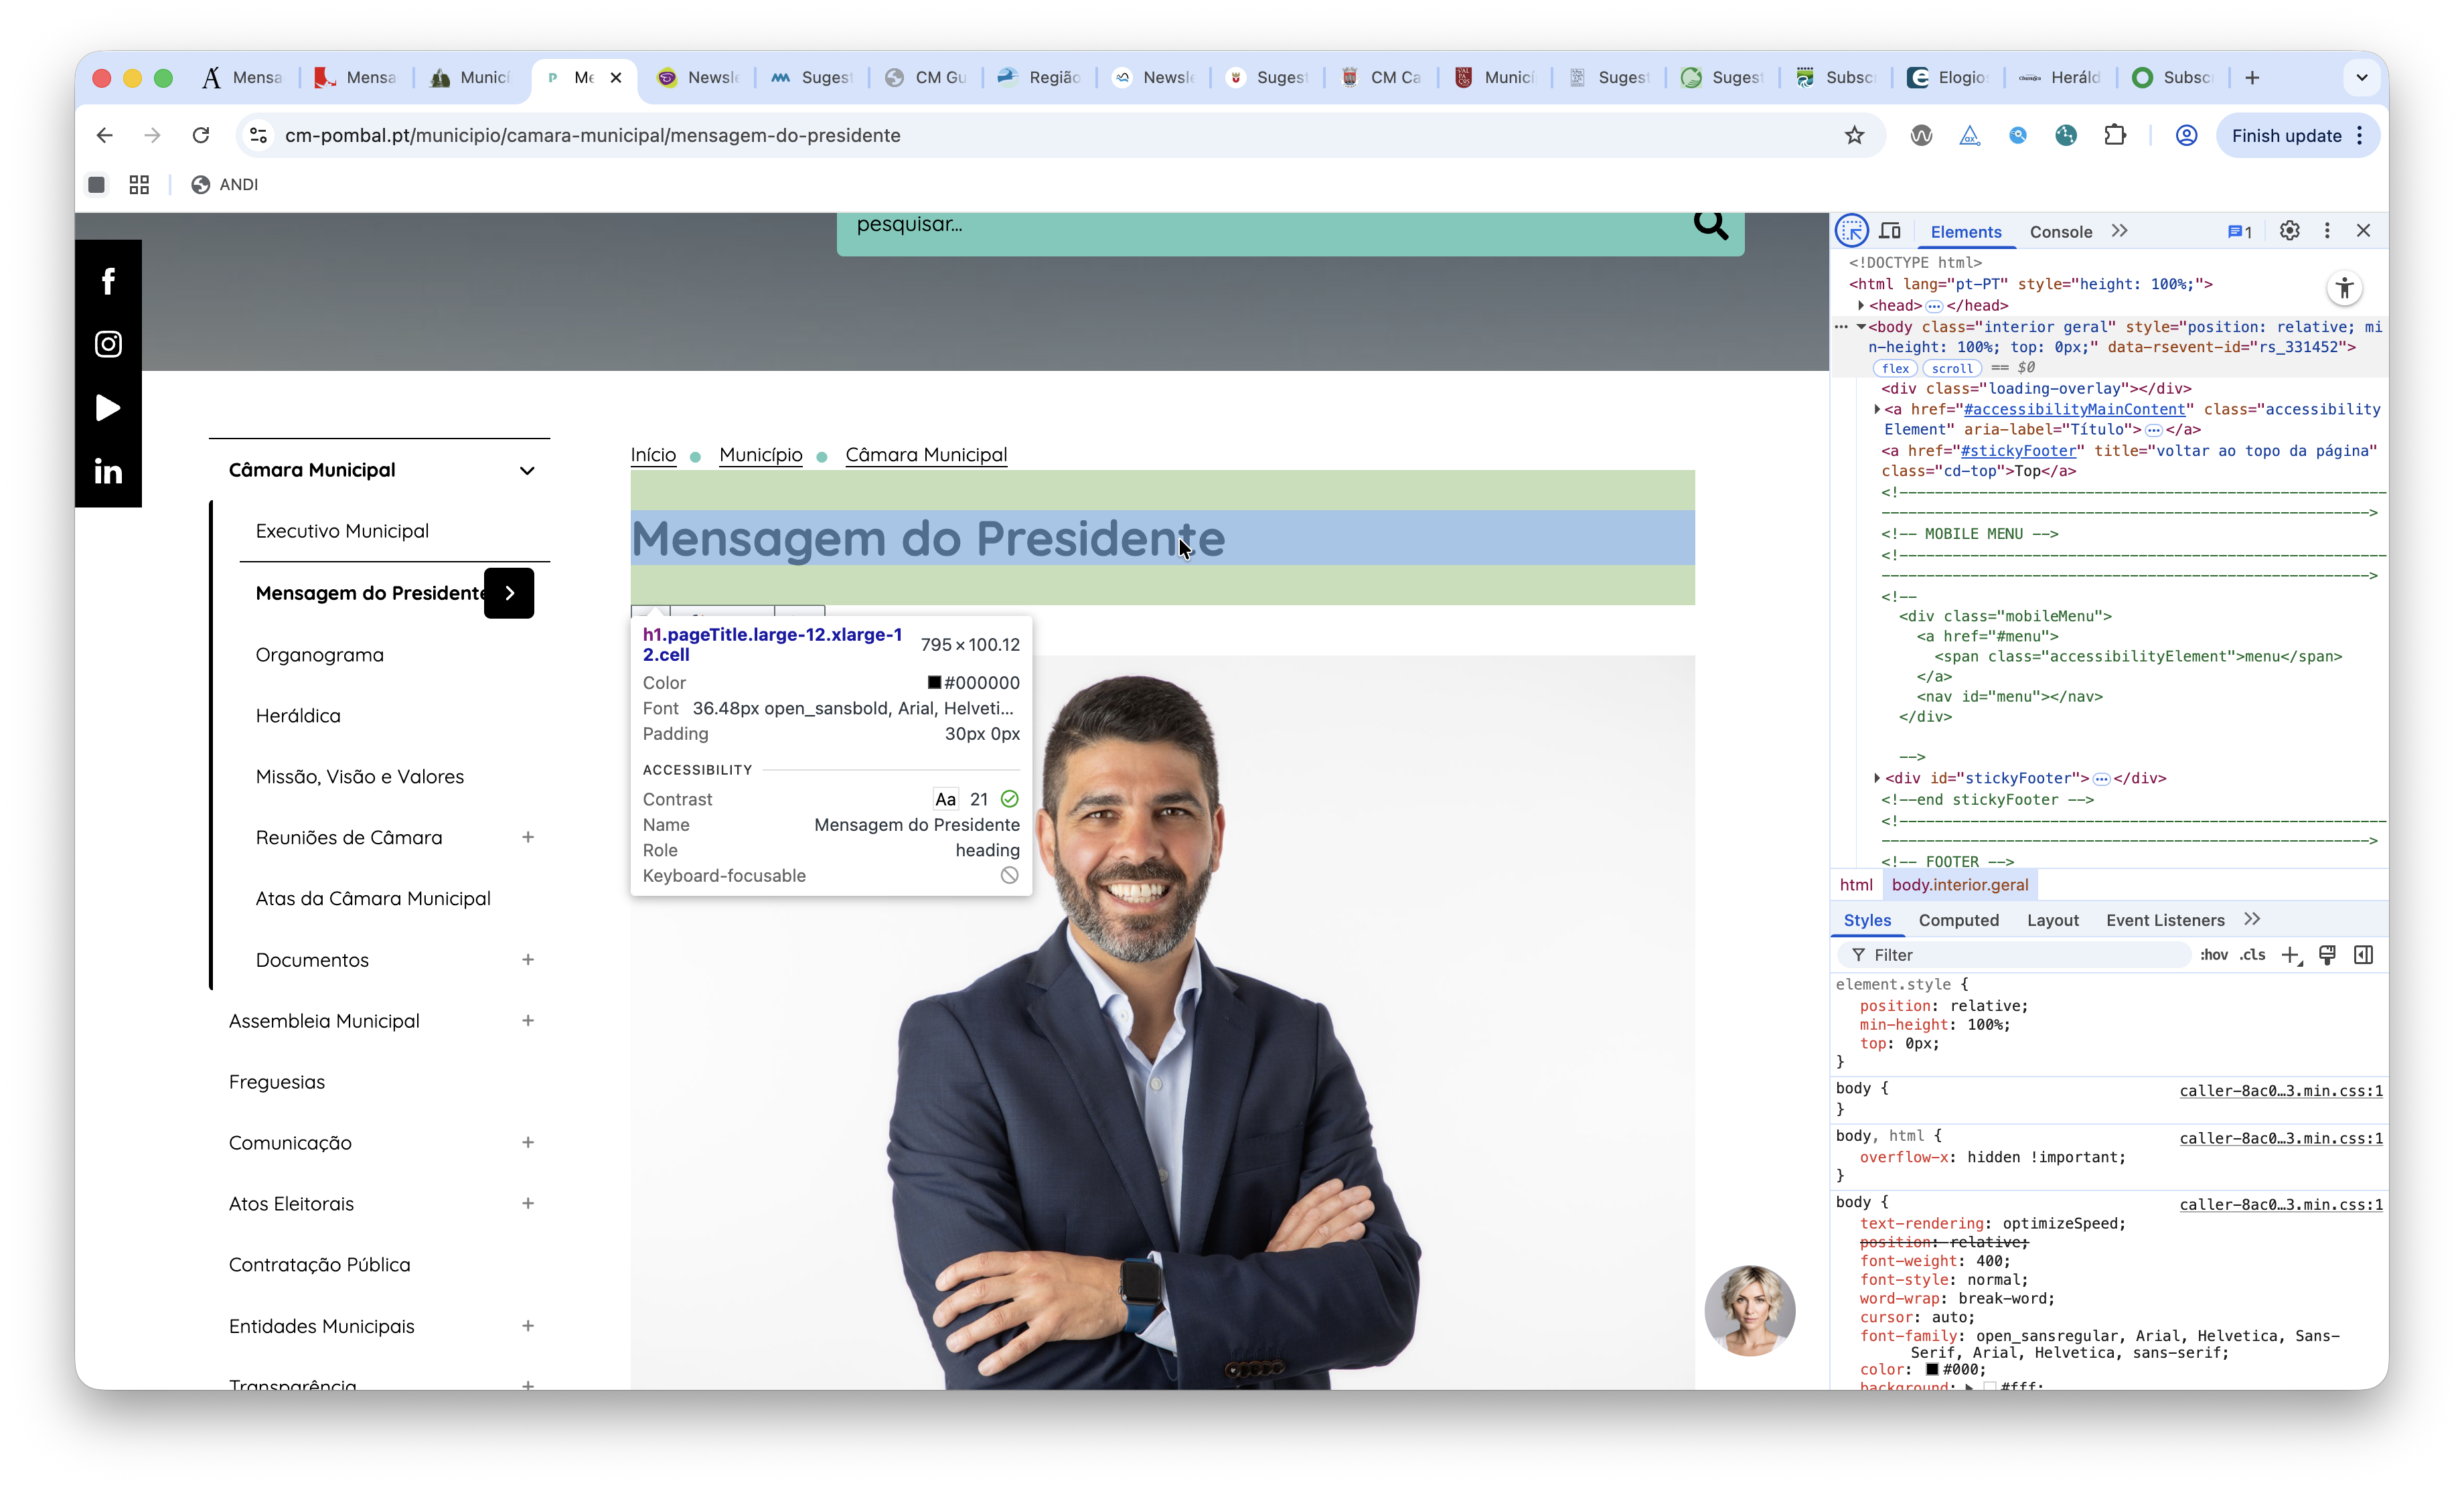 Mensa
Mensa
Municí
Me
Newsle
Sugest
CM Gu
Região
Newsle
Sugest
CM Ca
Municí
Sugest
Sugest
Subsc
Elogio
Heráld
Subsc
cm-pombal.pt/municipio/camara-municipal/mensagem-do-presidente
Finish update
ANDI
pesquisar...
Câmara Municipal
Executivo Municipal
Mensagem do Presidente
Organograma
Heráldica
Missão, Visão e Valores
Reuniões de Câmara +
Atas da Câmara Municipal
Documentos +
Assembleia Municipal +
Freguesias
Comunicação +
Atos Eleitorais +
Contratação Pública
Entidades Municipais +
Transparência +
Início Município Câmara Municipal
Mensagem do Presidente
h1.pageTitle.large-12.xlarge-1
2.cell
795×100.12
Color #000000
Font 36.48px open_sansbold, Arial, Helveti...
Padding 30px 0px
ACCESSIBILITY
Contrast Aa 21
Name Mensagem do Presidente
Role heading
Keyboard-focusable
Elements Console 1
<!DOCTYPE html>
<html lang="pt-PT" style="height: 100%;">
<head> </head>
<body class="interior geral" style="position: relative; mi
n-height: 100%; top: 0px;" data-rsevent-id="rs_331452">
flex scroll == $0
<div class="loading-overlay"></div>
<a href="#accessibilityMainContent" class="accessibility
Element" aria-label="Título"> </a>
<a href="#stickyFooter" title="voltar ao topo da página"
class="cd-top">Top</a>
<!-- MOBILE MENU -->
<!--
<div class="mobileMenu">
<a href="#menu">
<span class="accessibilityElement">menu</span>
</a>
<nav id="menu"></nav>
</div>
-->
<div id="stickyFooter"> </div>
<!--end stickyFooter -->
<!-- FOOTER -->
html body.interior.geral
Styles Computed Layout Event Listeners
Filter :hov .cls
element.style {
position: relative;
min-height: 100%;
top: 0px;
}
body { caller-8ac0…3.min.css:1
}
body, html { caller-8ac0…3.min.css:1
overflow-x: hidden !important;
}
body { caller-8ac0…3.min.css:1
text-rendering: optimizeSpeed;
position: relative;
font-weight: 400;
font-style: normal;
word-wrap: break-word;
cursor: auto;
font-family: open_sansregular, Arial, Helvetica, Sans-
Serif, Arial, Helvetica, sans-serif;
color: #000;
background: #fff;